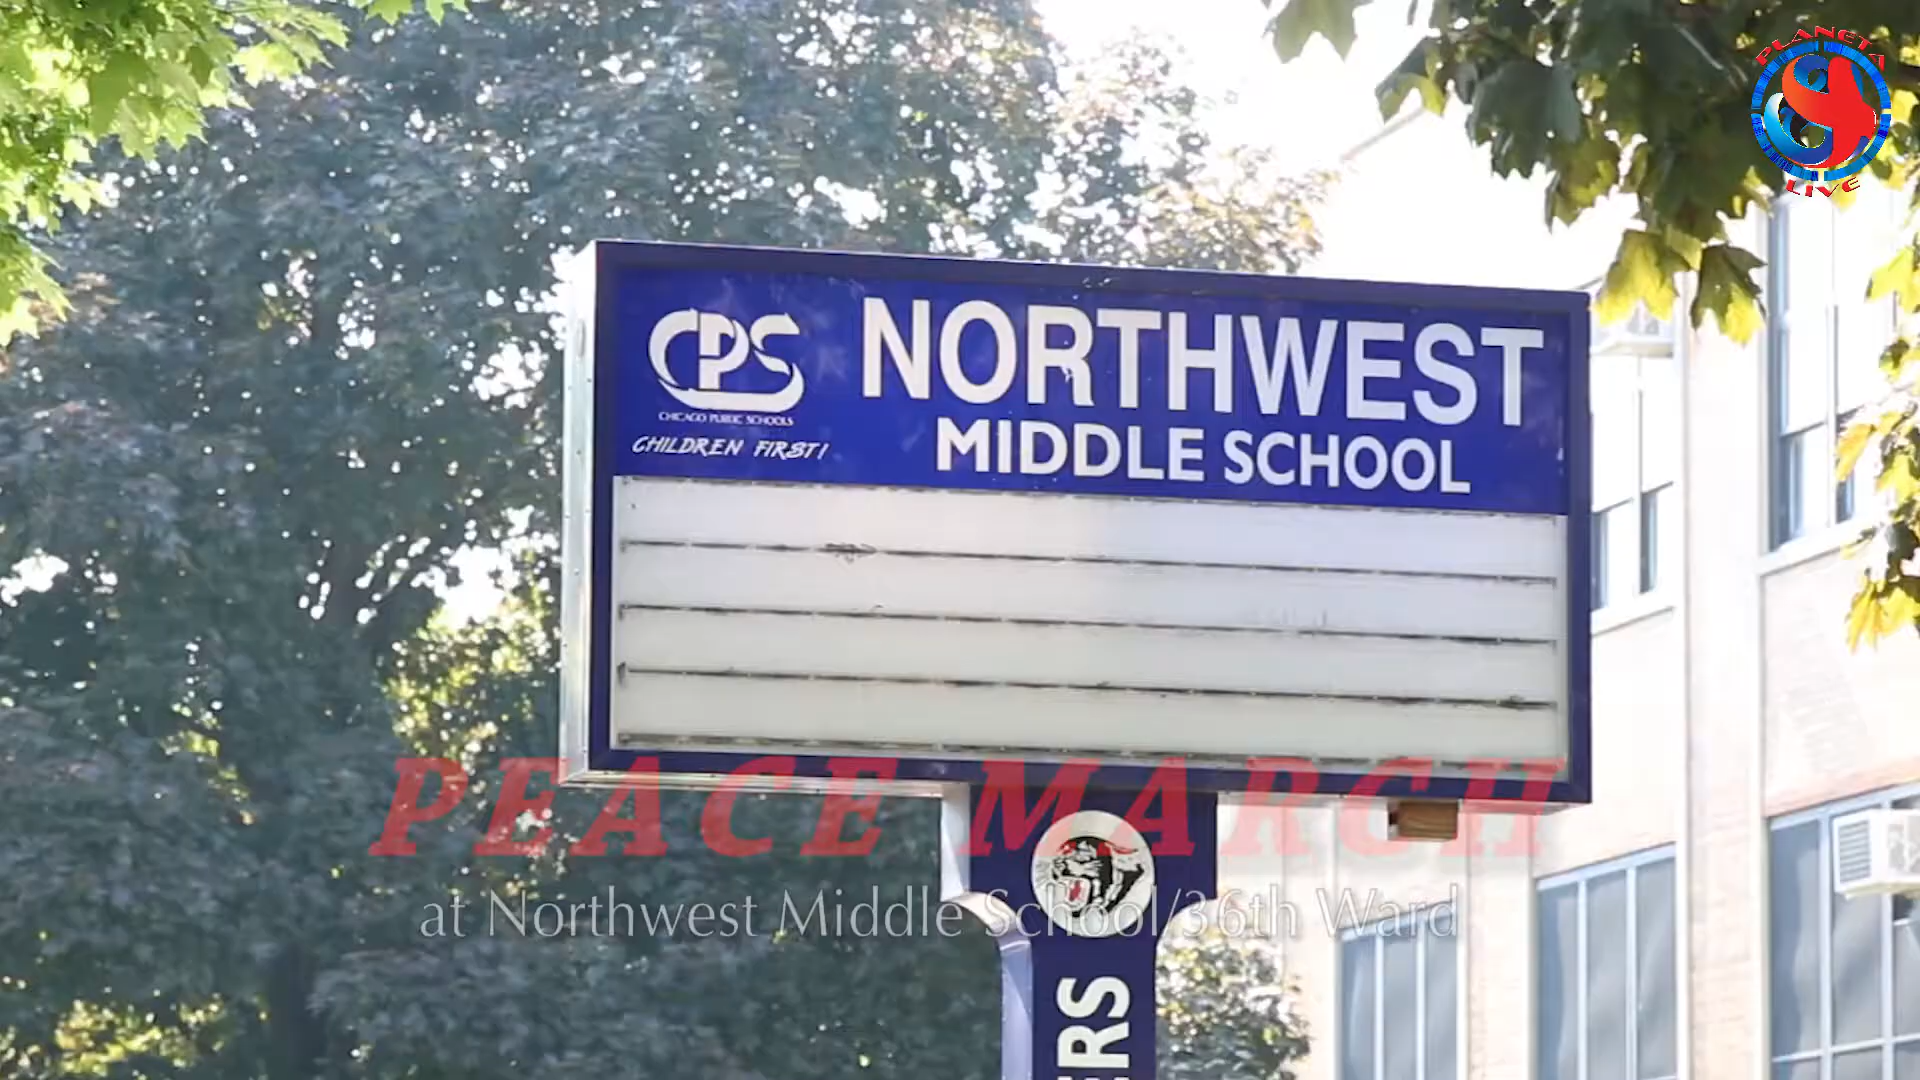 PLANETA
LIVE
CPS
CHICAGO PUBLIC SCHOOLS
CHILDREN FIRST!
NORTHWEST
MIDDLE SCHOOL
PEACE MARCH
at Northwest Middle School/36th Ward
ERS